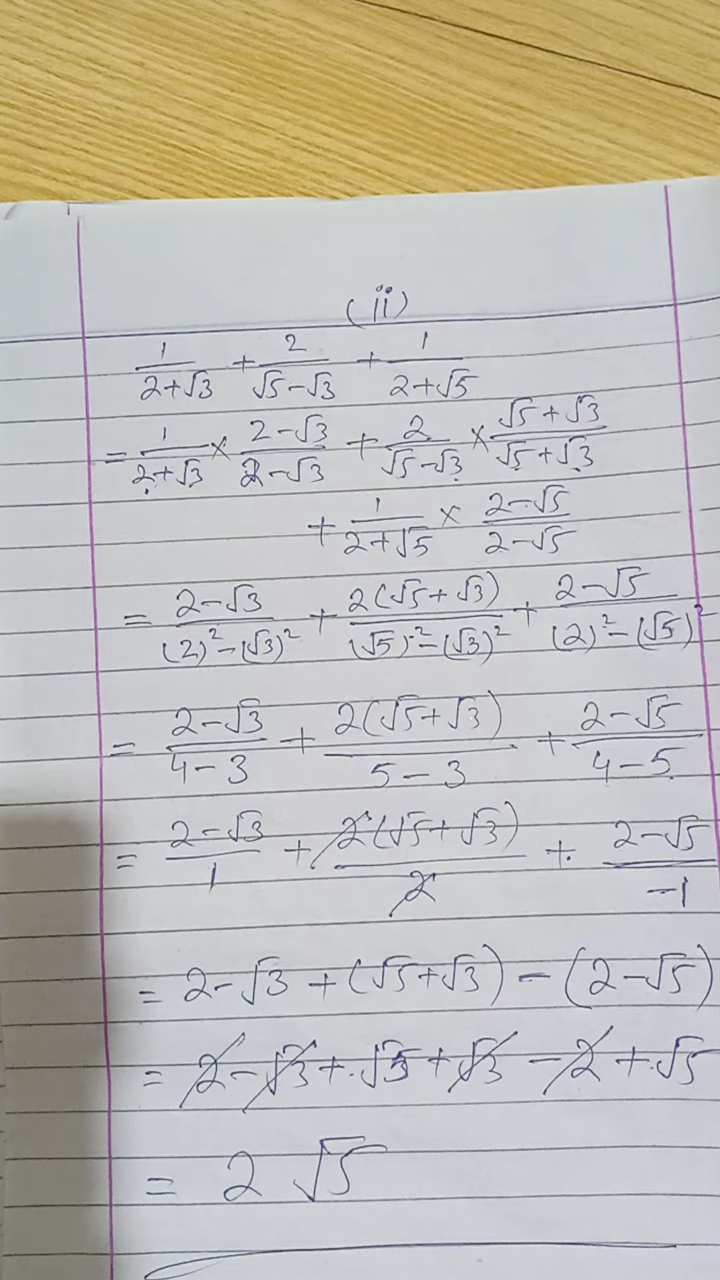 (ii)
1/(2+√3) + 2/(√5-√3) + 1/(2+√5)
= 1/(2+√3) × (2-√3)/(2-√3) + 2/(√5-√3) × (√5+√3)/(√5+√3)
+ 1/(2+√5) × (2-√5)/(2-√5)
= (2-√3)/((2)²-(√3)²) + 2(√5+√3)/((√5)²-(√3)²) + (2-√5)/((2)²-(√5)²)
= (2-√3)/(4-3) + 2(√5+√3)/(5-3) + (2-√5)/(4-5)
= (2-√3)/1 + 2(√5+√3)/2 + (2-√5)/-1
= 2-√3+(√5+√3)-(2-√5)
= 2-√3+√5+√3-2+√5
= 2√5